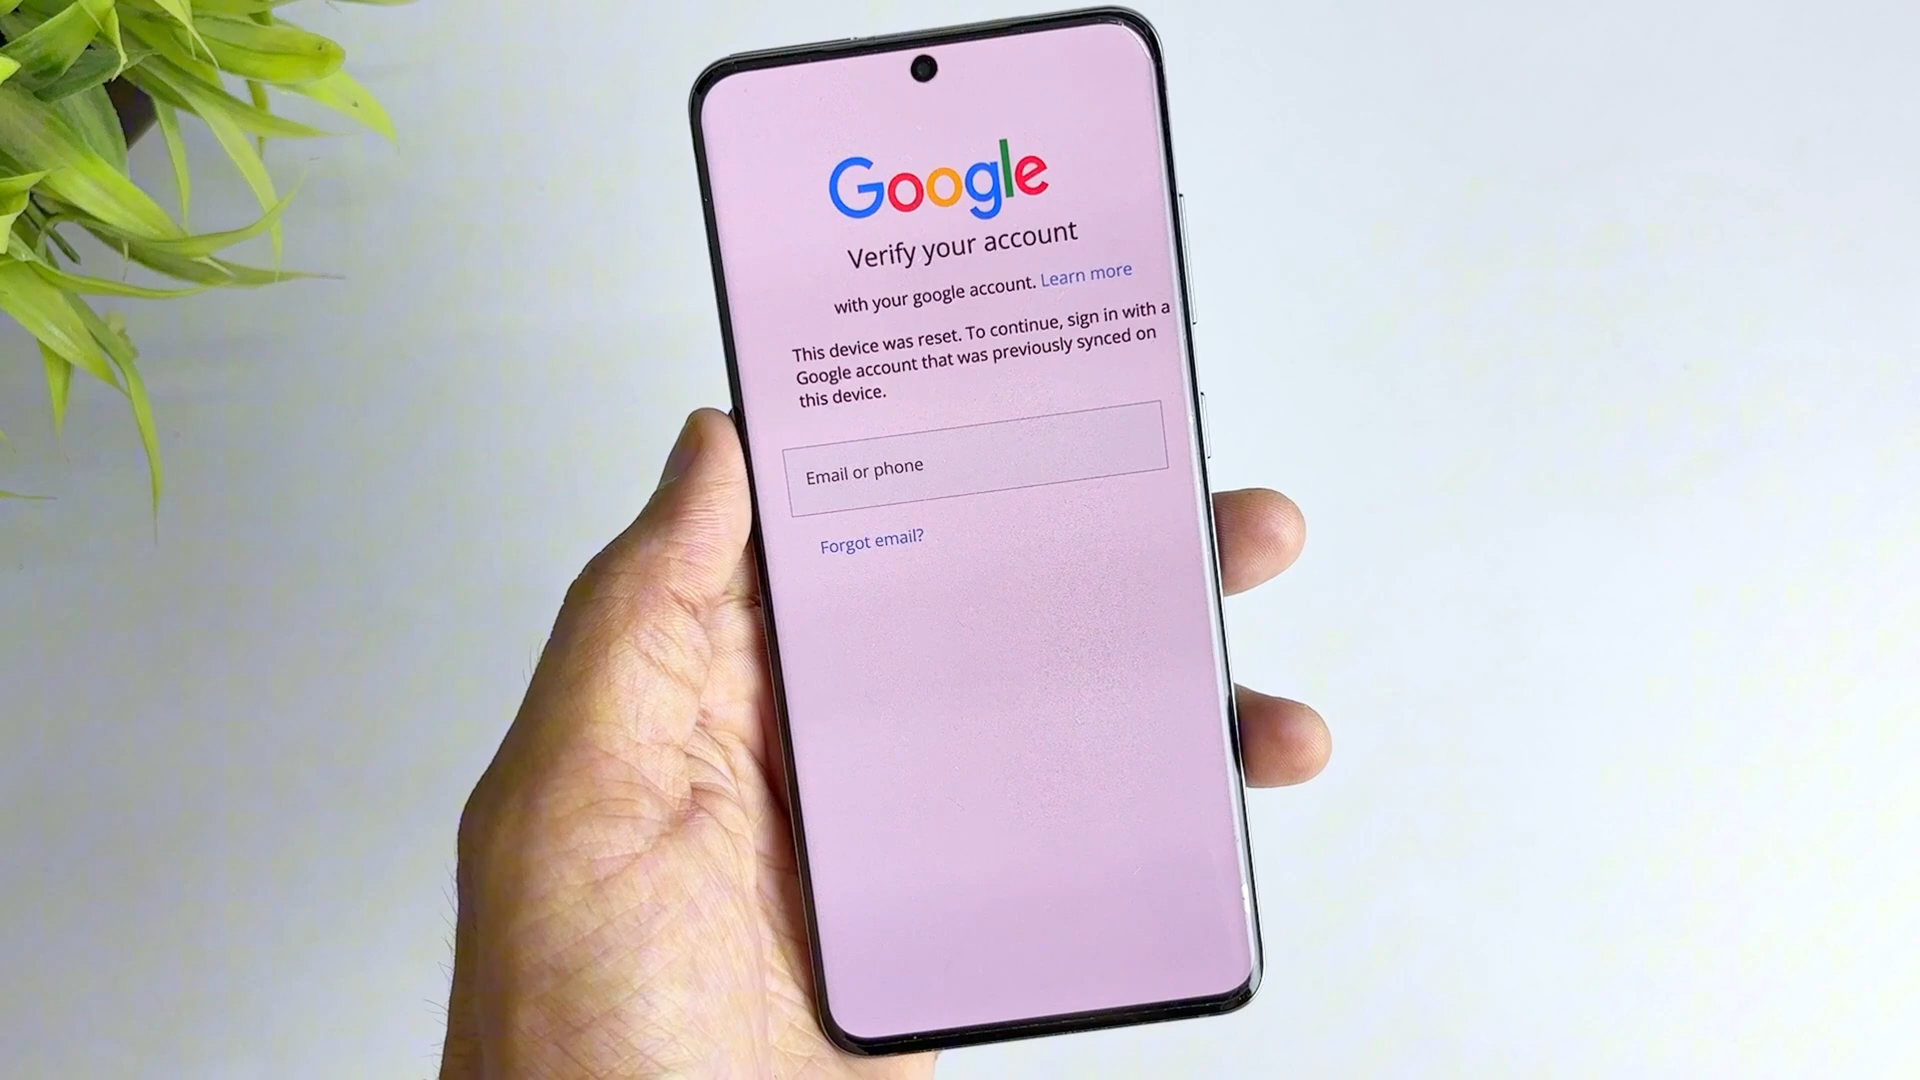 Google
Verify your account
with your google account. Learn more
This device was reset. To continue, sign in with a
Google account that was previously synced on
this device.
Email or phone
Forgot email?